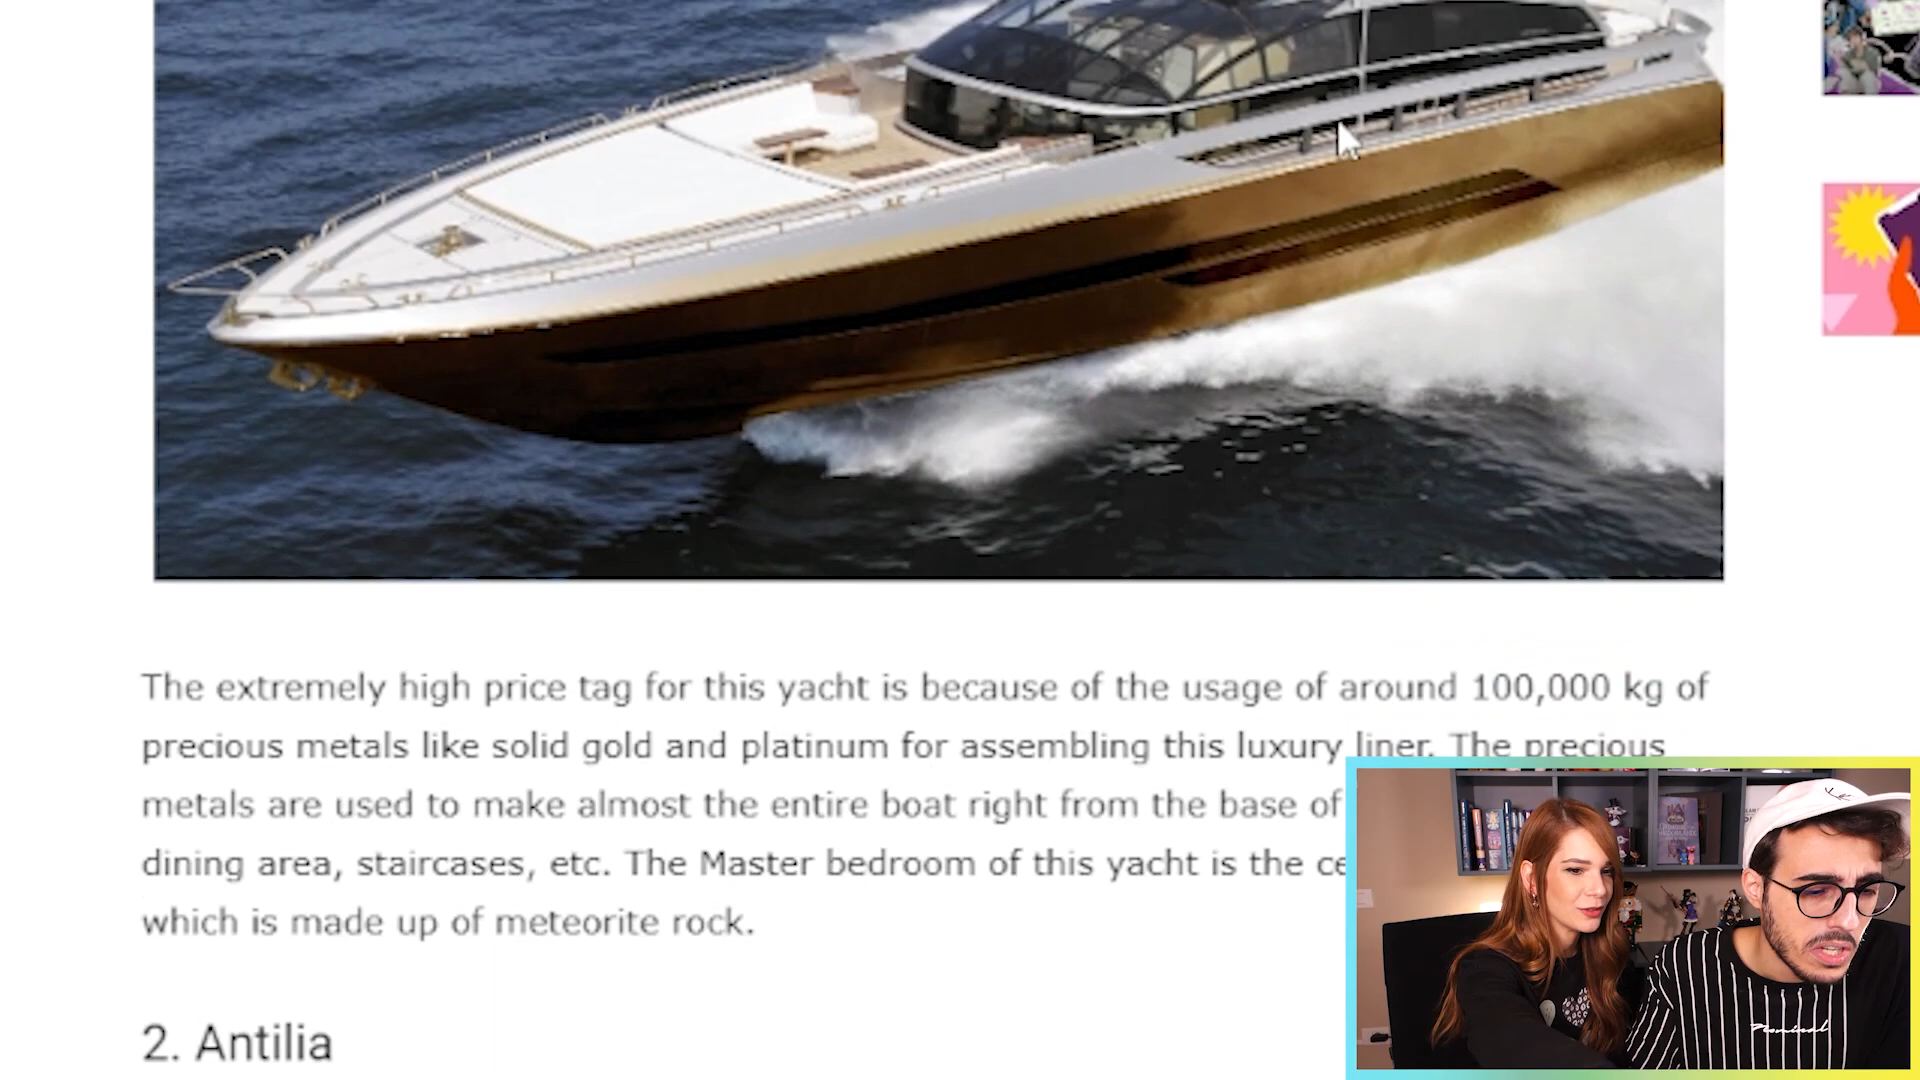 The extremely high price tag for this yacht is because of the usage of around 100,000 kg of
precious metals like solid gold and platinum for assembling this luxury liner. The precious
metals are used to make almost the entire boat right from the base of
dining area, staircases, etc. The Master bedroom of this yacht is the ce
which is made up of meteorite rock.
2. Antilia